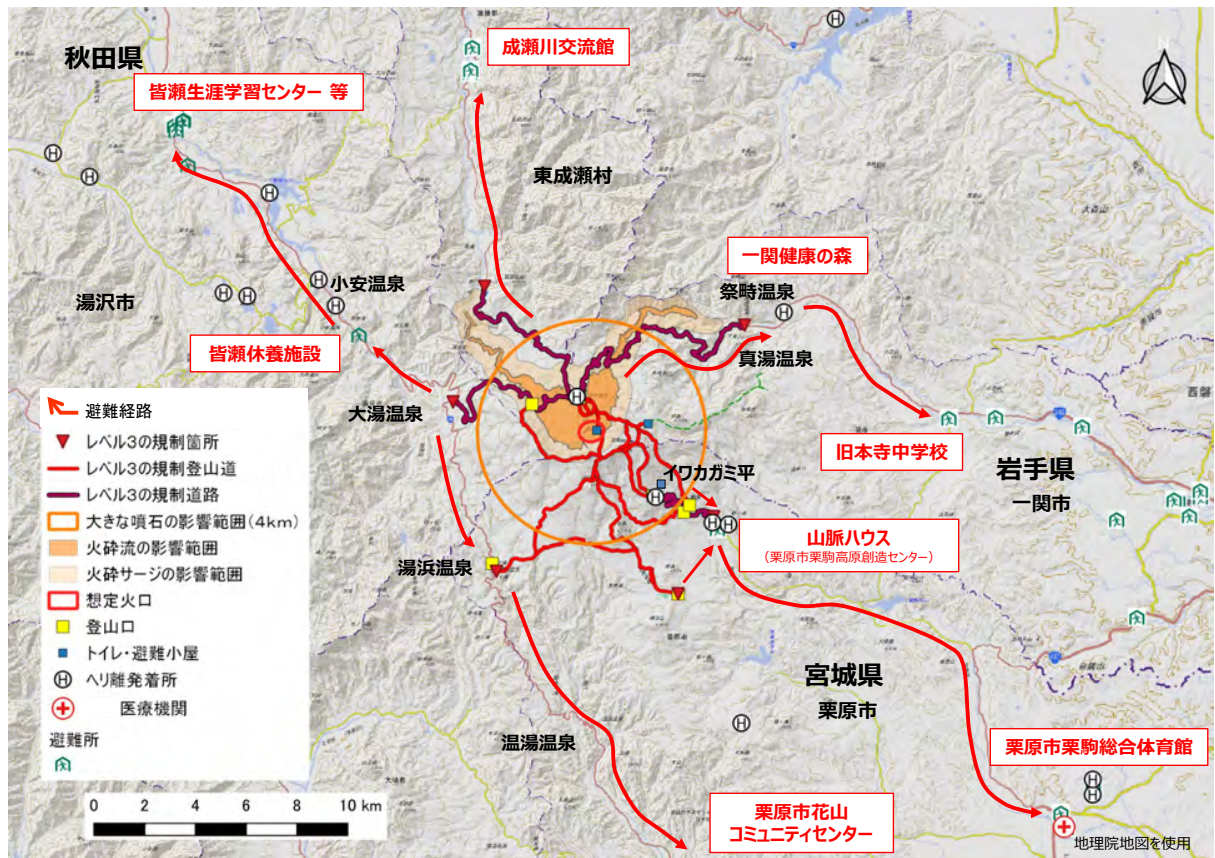 秋田県
成瀬川交流館
皆瀬生涯学習センター 等
東成瀬村
一関健康の森
祭畤温泉
小安温泉
湯沢市
皆瀬休養施設
真湯温泉
大湯温泉
旧本寺中学校
岩手県
一関市
イワカガミ平
山脈ハウス
(栗原市栗駒高原創造センター)
湯浜温泉
宮城県
栗原市
温湯温泉
栗原市栗駒総合体育館
栗原市花山
コミュニティセンター
避難経路
レベル3の規制箇所
レベル3の規制登山道
レベル3の規制道路
大きな噴石の影響範囲(4km)
火砕流の影響範囲
火砕サージの影響範囲
想定火口
登山口
トイレ・避難小屋
ヘリ離発着所
医療機関
避難所
0 2 4 6 8 10 km
地理院地図を使用